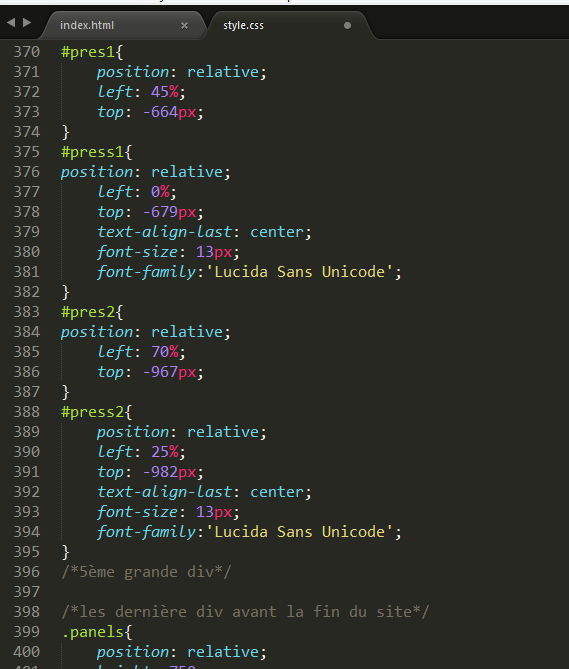 index.html × style.css
370 #pres1{
371     position: relative;
372     left: 45%;
373     top: -664px;
374 }
375 #press1{
376 position: relative;
377     left: 0%;
378     top: -679px;
379     text-align-last: center;
380     font-size: 13px;
381     font-family:'Lucida Sans Unicode';
382 }
383 #pres2{
384 position: relative;
385     left: 70%;
386     top: -967px;
387 }
388 #press2{
389     position: relative;
390     left: 25%;
391     top: -982px;
392     text-align-last: center;
393     font-size: 13px;
394     font-family:'Lucida Sans Unicode';
395 }
396 /*5ème grande div*/
397
398 /*les dernière div avant la fin du site*/
399 .panels{
400     position: relative;